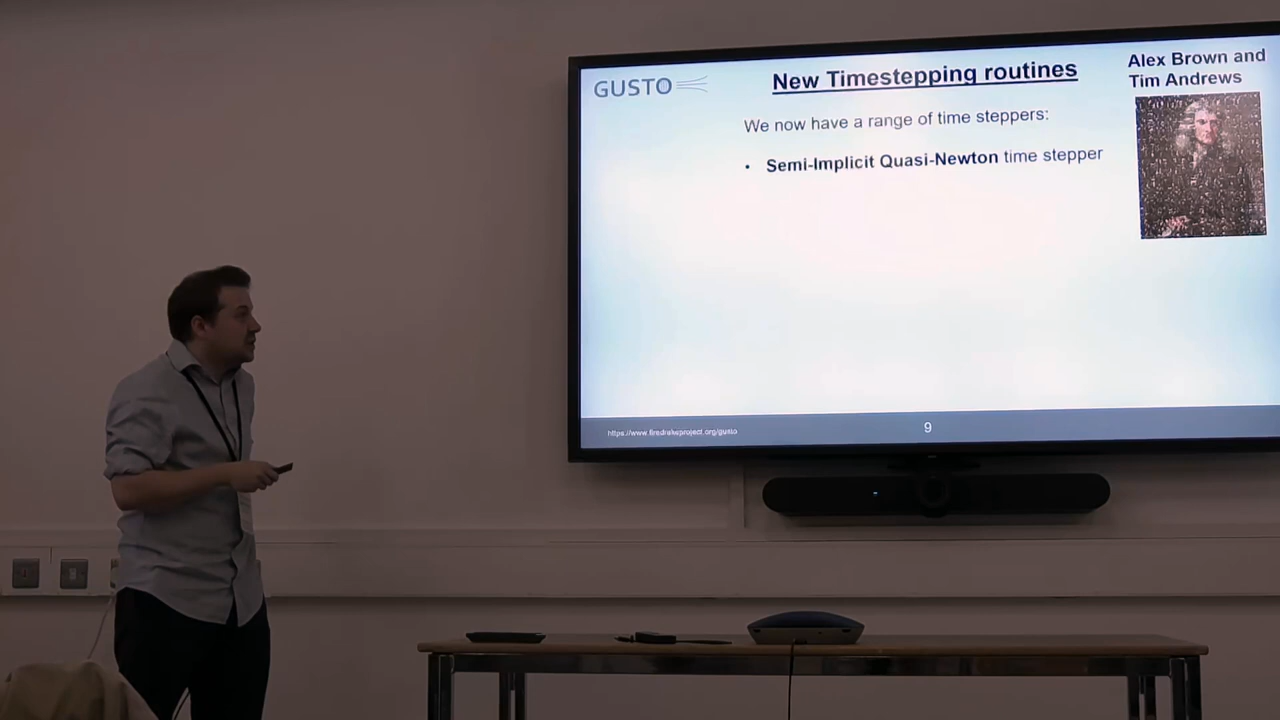 GUSTO
New Timestepping routines
Alex Brown and
Tim Andrews
We now have a range of time steppers:
• Semi-Implicit Quasi-Newton time stepper
https://www.firedrakeproject.org/gusto
9